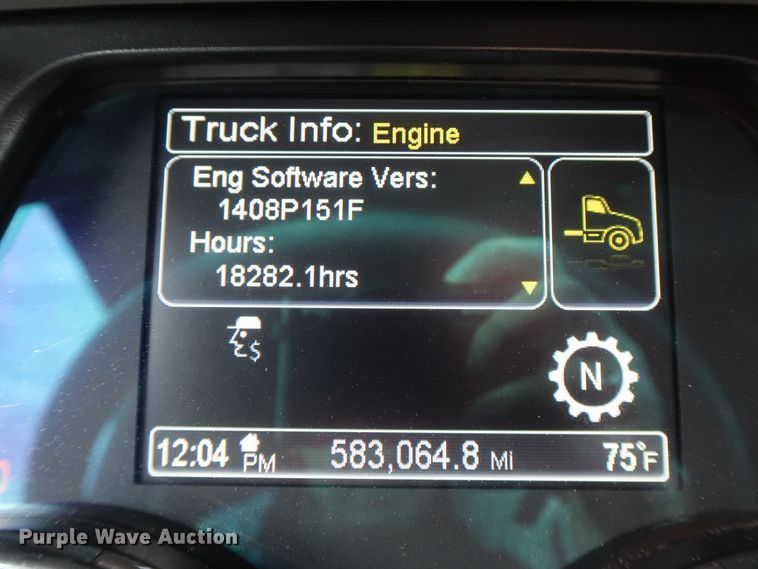 Truck Info: Engine
Eng Software Vers:
1408P151F
Hours:
18282.1hrs
$
N
12:04 PM 583,064.8 Mi 75°F
Purple Wave Auction